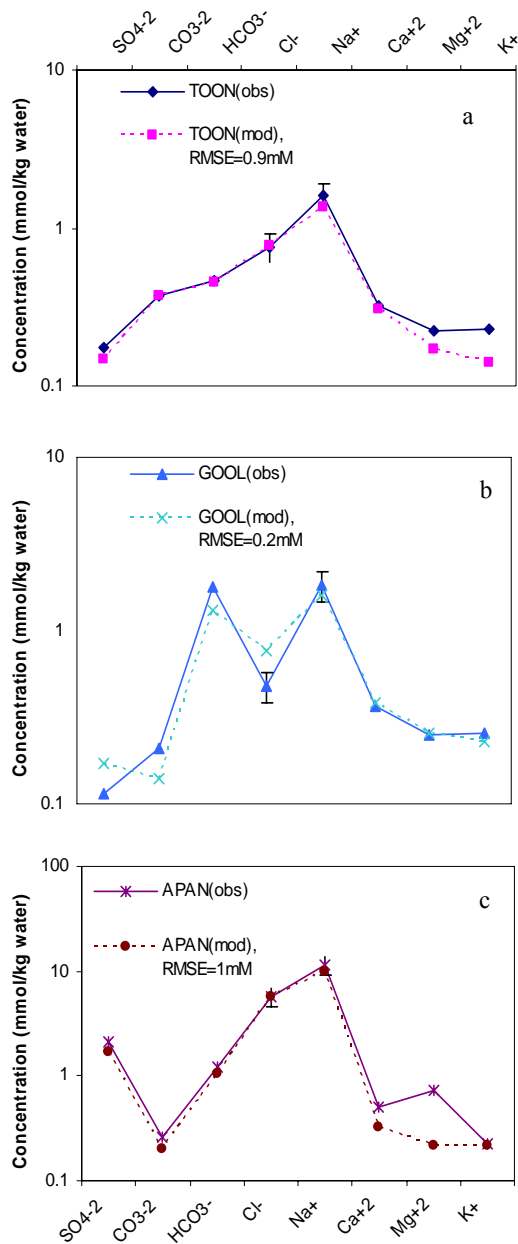 SO4-2 CO3-2 HCO3- Cl- Na+ Ca+2 Mg+2 K+
10
TOON(obs)
a
TOON(mod),
RMSE=0.9mM
1
0.1
Concentration (mmol/kg water)
10
GOOL(obs)
b
GOOL(mod),
RMSE=0.2mM
1
0.1
Concentration (mmol/kg water)
100
APAN(obs)
c
APAN(mod),
RMSE=1mM
10
1
0.1
Concentration (mmol/kg water)
SO4-2 CO3-2 HCO3- Cl- Na+ Ca+2 Mg+2 K+